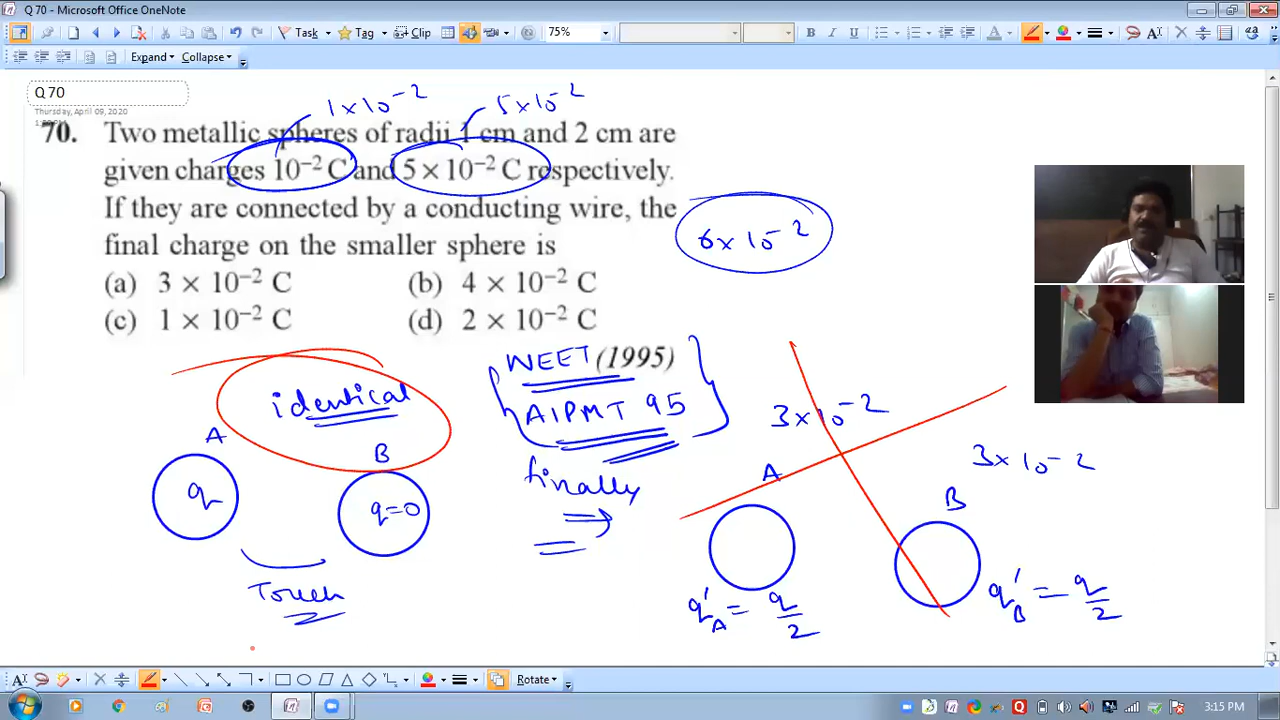 Q 70 - Microsoft Office OneNote
Task
Tag
Clip
75%
B I U
Expand
Collapse
Q 70
Thursday, April 09, 2020
1 × 10⁻²
5 × 10⁻²
70. Two metallic spheres of radii 1 cm and 2 cm are
given charges 10⁻² C and 5 × 10⁻² C respectively.
If they are connected by a conducting wire, the
final charge on the smaller sphere is
6 × 10⁻²
(a) 3 × 10⁻² C (b) 4 × 10⁻² C
(c) 1 × 10⁻² C (d) 2 × 10⁻² C
NEET (1995)
AIPMT 95
identical
A
B
q
q=0
Touch
finally
3 × 10⁻²
3 × 10⁻²
A
B
q'A = q/2
q'B = q/2
Rotate
3:15 PM